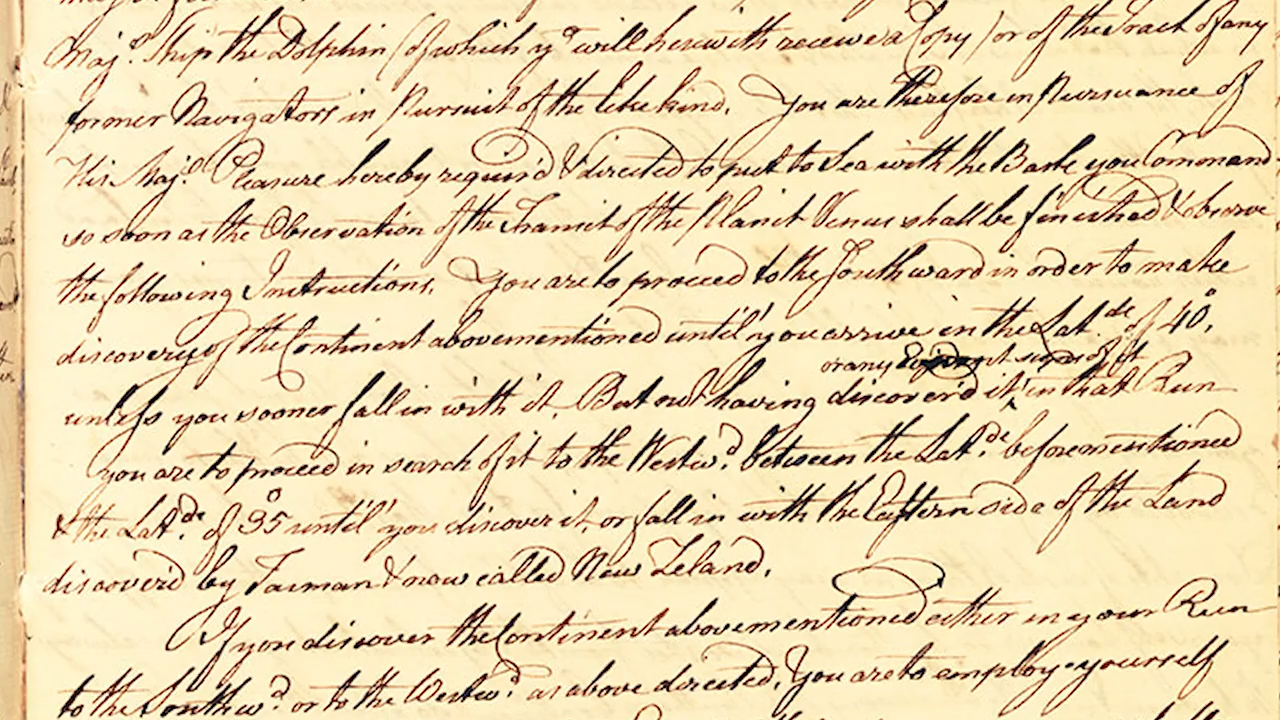 Maj.s Ship the Dolphin (of which y.u will herewith receive a Copy) or of the Track of any
former Navigators in Pursuit of the like kind. You are Therefore in Pursuance of
His Maj.s Pleasure hereby requir'd & directed to put to Sea with the Bark you Command
so soon as the Observation of the Transit of the Planet Venus shall be finished & observe
the following Instructions. You are to proceed to the Southward in order to make
discovery of the Continent abovementioned until you arrive in the Lat.de of 40°,
or any signs of it
unless you sooner fall in with it. But not having discover'd it in that Run
you are to proceed in search of it to the Westw.d between the Lat.de beforementioned
& the Lat.de of 35° until you discover it, or fall in with the Eastern side of the Land
discover'd by Tasman & now called New Zeland.
If you discover the Continent abovementioned either in your Run
to the Southw.d or to the Westw.d as above directed, You are to employ yourself